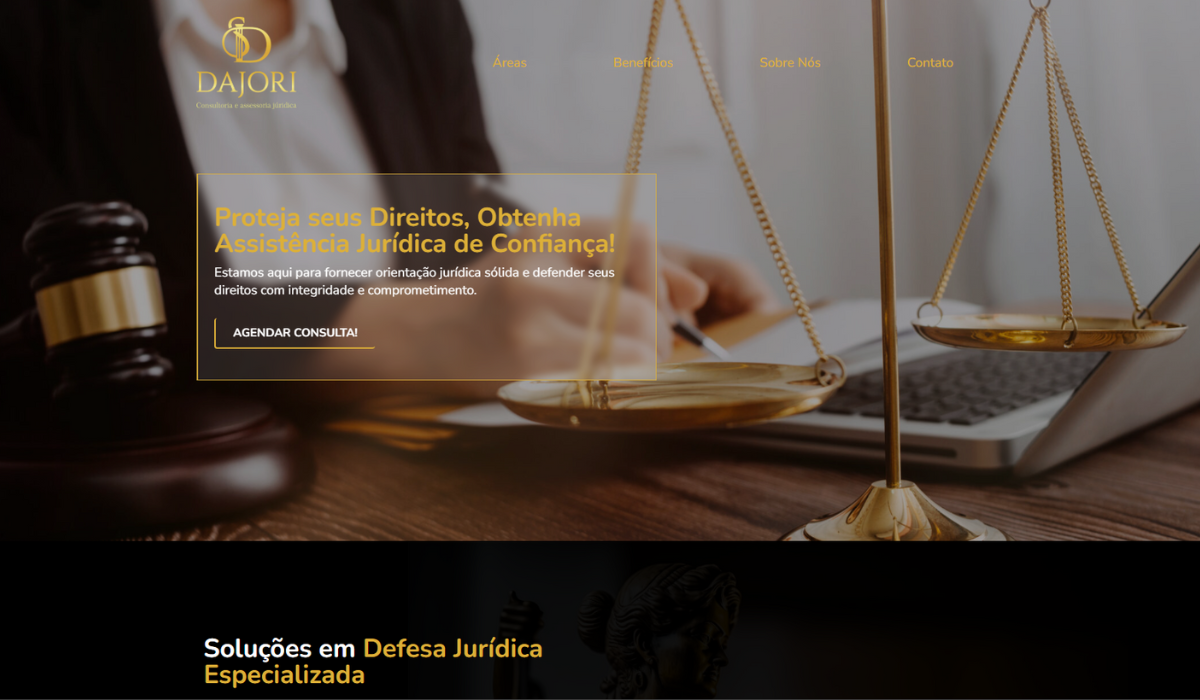 DAJORI
Consultoria e assessoria jurídica
Áreas
Benefícios
Sobre Nós
Contato
Proteja seus Direitos, Obtenha
Assistência Jurídica de Confiança!
Estamos aqui para fornecer orientação jurídica sólida e defender seus
direitos com integridade e comprometimento.
AGENDAR CONSULTA!
Soluções em Defesa Jurídica
Especializada